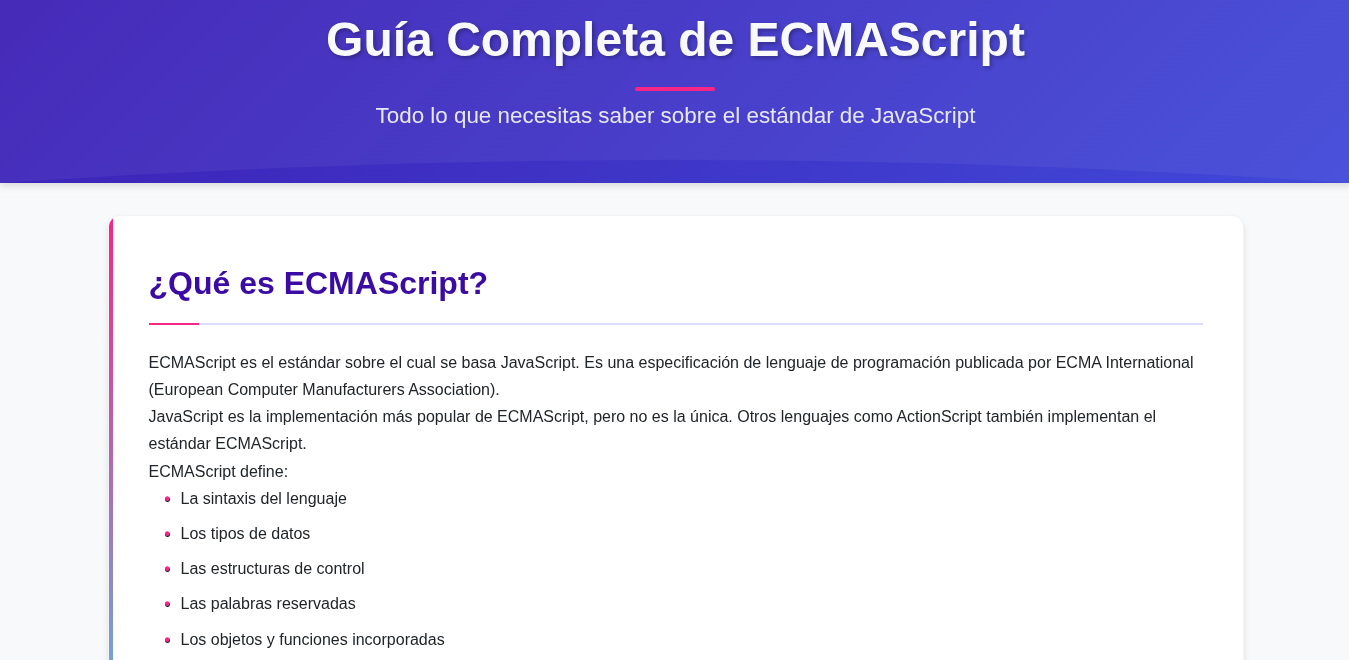 Guía Completa de ECMAScript
Todo lo que necesitas saber sobre el estándar de JavaScript
¿Qué es ECMAScript?
ECMAScript es el estándar sobre el cual se basa JavaScript. Es una especificación de lenguaje de programación publicada por ECMA International
(European Computer Manufacturers Association).
JavaScript es la implementación más popular de ECMAScript, pero no es la única. Otros lenguajes como ActionScript también implementan el
estándar ECMAScript.
ECMAScript define:
La sintaxis del lenguaje
Los tipos de datos
Las estructuras de control
Las palabras reservadas
Los objetos y funciones incorporadas